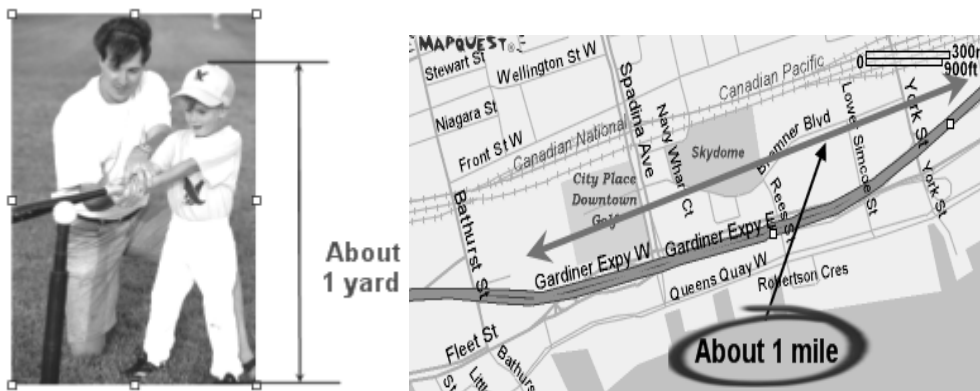 About
1 yard
MAPQUEST
Stewart St
Wellington St W
Niagara St
Front St W
Canadian National
Canadian Pacific
Spadina Ave
Navy Wharf Ct
Skydome
Bremner Blvd
Lower Simcoe St
York St
York St
300m
0
900ft
City Place
Downtown
Golf
Bathurst St
Rees St
Gardiner Expy W
Gardiner Expy E
Queens Quay W
Robertson Cres
Fleet St
Bathurst
About 1 mile